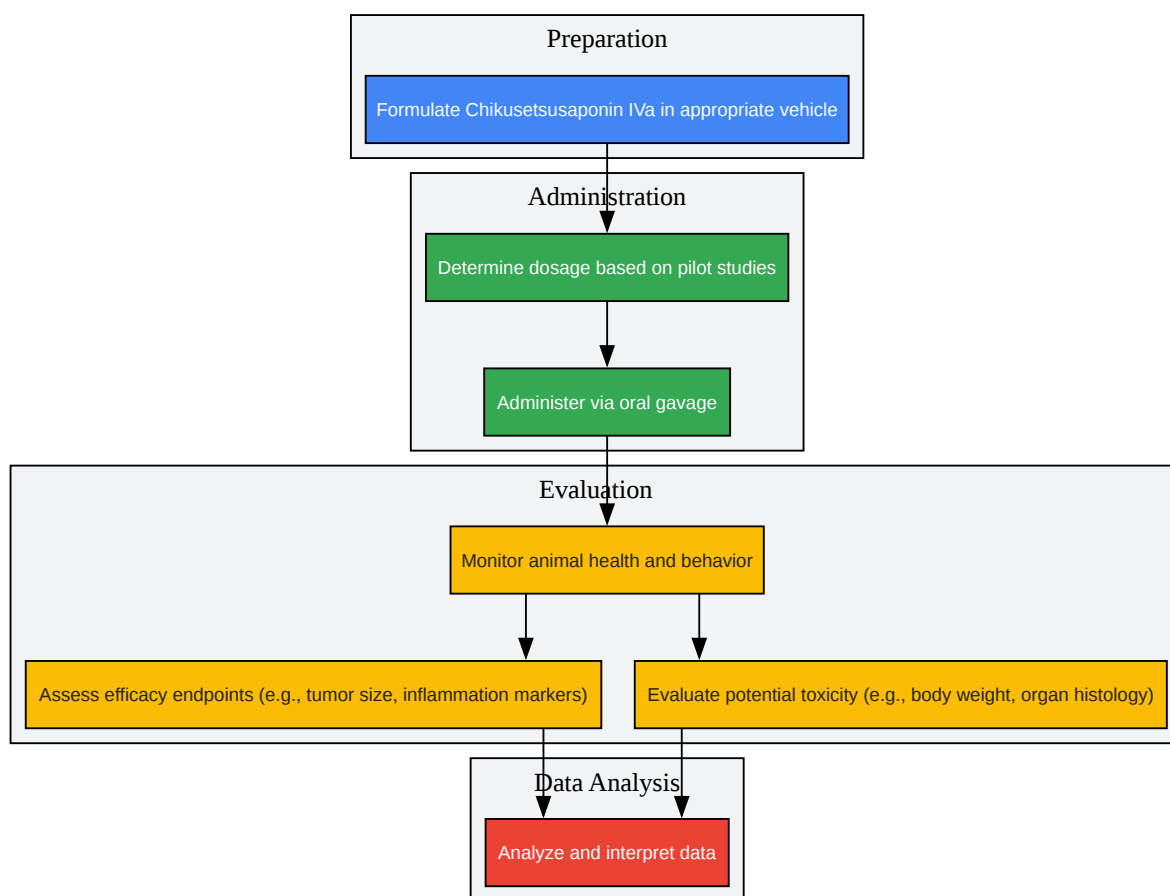 Preparation
Formulate Chikusetsusaponin IVa in appropriate vehicle
Administration
Determine dosage based on pilot studies
Administer via oral gavage
Evaluation
Monitor animal health and behavior
Assess efficacy endpoints (e.g., tumor size, inflammation markers)
Evaluate potential toxicity (e.g., body weight, organ histology)
Data Analysis
Analyze and interpret data